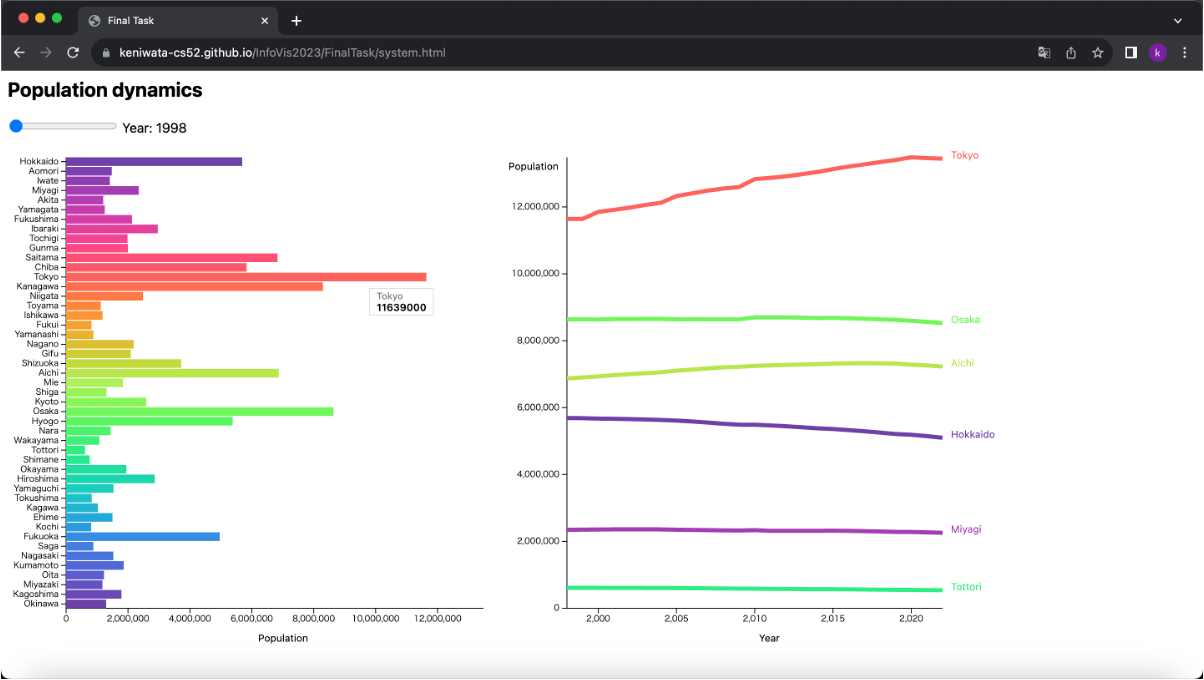 Final Task
keniwata-cs52.github.io/InfoVis2023/FinalTask/system.html
k
Population dynamics
Year: 1998
Hokkaido
Aomori
Iwate
Miyagi
Akita
Yamagata
Fukushima
Ibaraki
Tochigi
Gunma
Saitama
Chiba
Tokyo
Kanagawa
Niigata
Toyama
Ishikawa
Fukui
Yamanashi
Nagano
Gifu
Shizuoka
Aichi
Mie
Shiga
Kyoto
Osaka
Hyogo
Nara
Wakayama
Tottori
Shimane
Okayama
Hiroshima
Yamaguchi
Tokushima
Kagawa
Ehime
Kochi
Fukuoka
Saga
Nagasaki
Kumamoto
Oita
Miyazaki
Kagoshima
Okinawa
0 2,000,000 4,000,000 6,000,000 8,000,000 10,000,000 12,000,000
Population
Tokyo
11639000
Population
12,000,000
10,000,000
8,000,000
6,000,000
4,000,000
2,000,000
0
2,000 2,005 2,010 2,015 2,020
Year
Tokyo
Osaka
Aichi
Hokkaido
Miyagi
Tottori